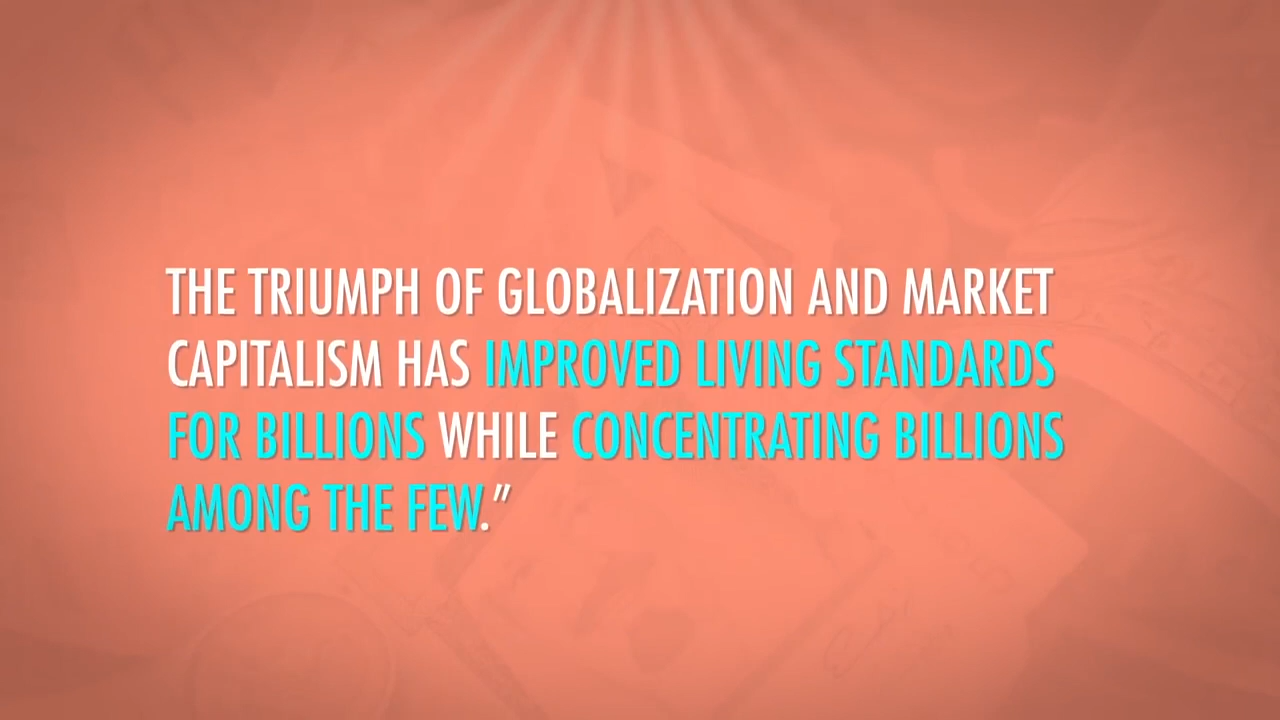 THE TRIUMPH OF GLOBALIZATION AND MARKET
CAPITALISM HAS IMPROVED LIVING STANDARDS
FOR BILLIONS WHILE CONCENTRATING BILLIONS
AMONG THE FEW.”